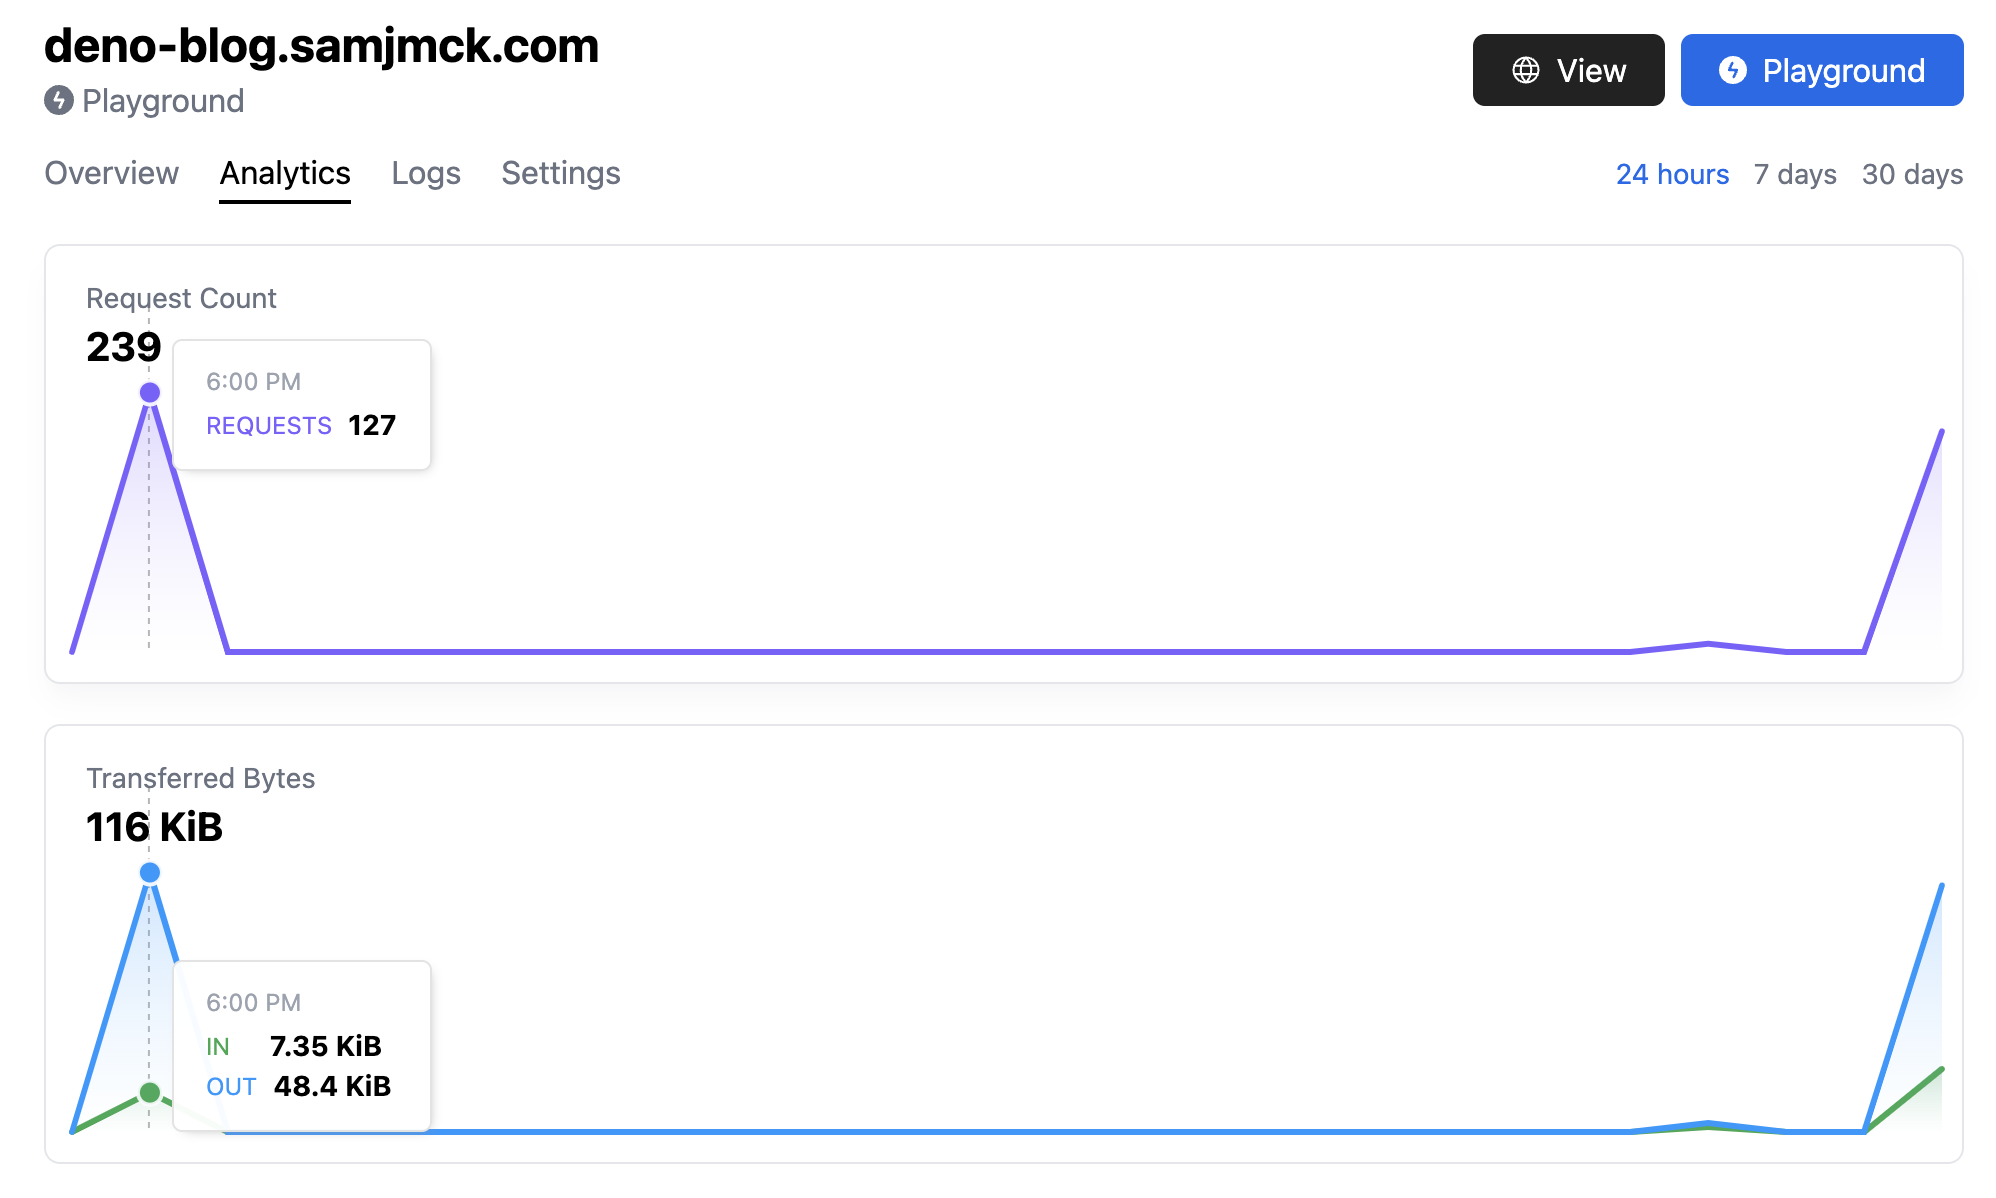 deno-blog.samjmck.com
Playground
View
Playground
Overview Analytics Logs Settings
24 hours 7 days 30 days
Request Count
239
6:00 PM
REQUESTS 127
Transferred Bytes
116 KiB
6:00 PM
IN 7.35 KiB
OUT 48.4 KiB